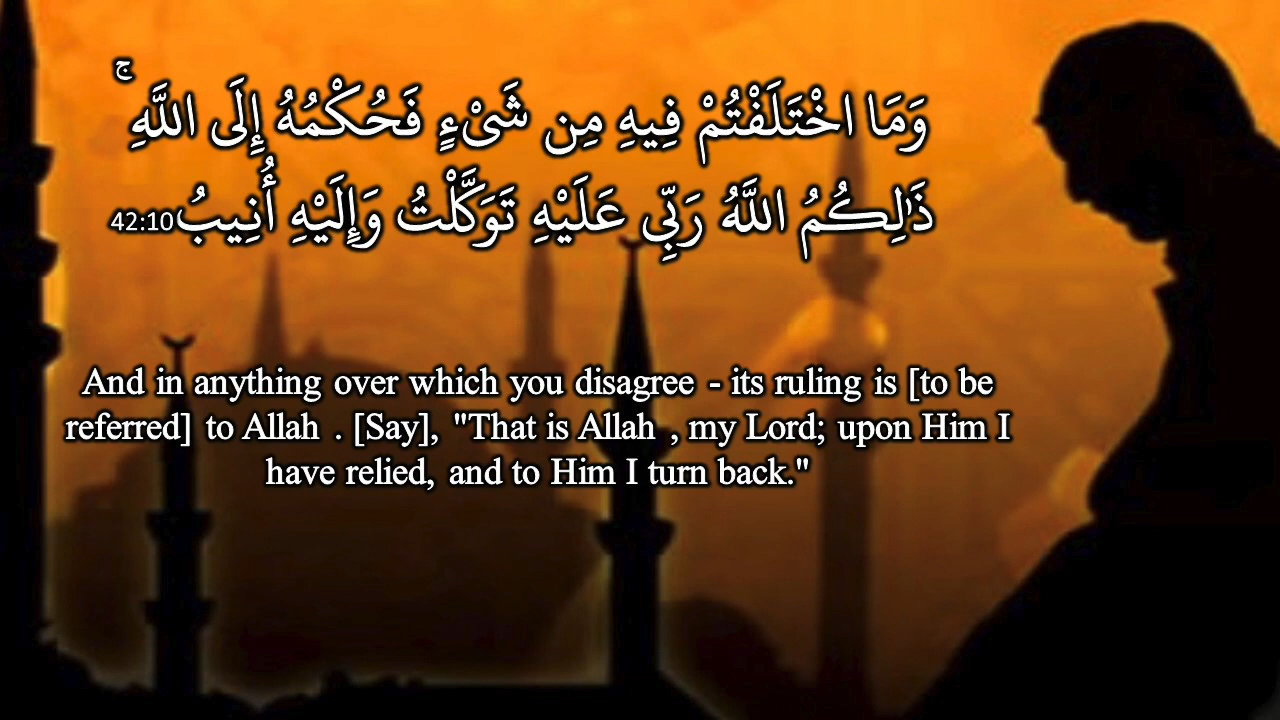 وَمَا اخْتَلَفْتُمْ فِيهِ مِن شَىْءٍ فَحُكْمُهُ إِلَى اللَّهِ ۚ
ذَٰلِكُمُ اللَّهُ رَبِّى عَلَيْهِ تَوَكَّلْتُ وَإِلَيْهِ أُنِيبُ 42:10
And in anything over which you disagree - its ruling is [to be
referred] to Allah . [Say], "That is Allah , my Lord; upon Him I
have relied, and to Him I turn back."